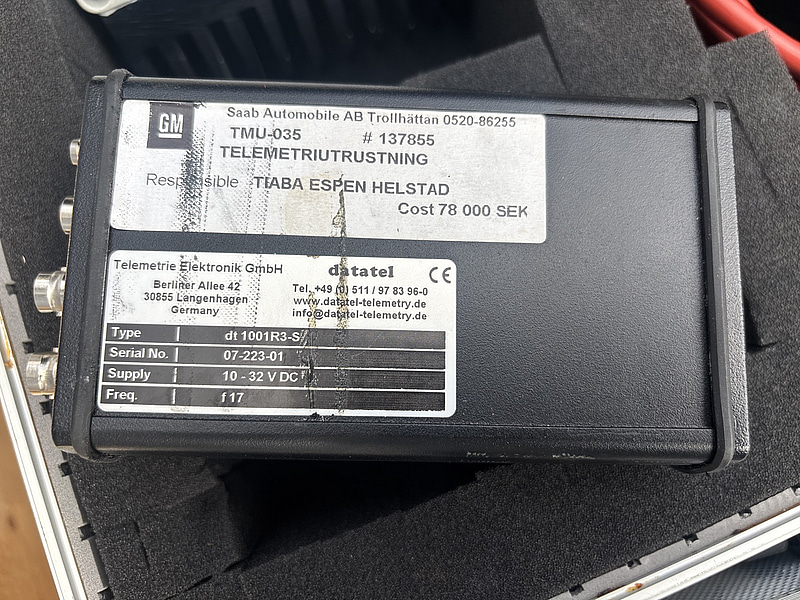 GM
Saab Automobile AB Trollhättan 0520-86255
TMU-035 # 137855
TELEMETRIUTRUSTNING
Responsible TIABA ESPEN HELSTAD
Cost 78 000 SEK
Telemetrie Elektronik GmbH
Berliner Allee 42
30855 Langenhagen
Germany
datatel CE
Tel. +49 (0) 511 / 97 83 96-0
www.datatel-telemetry.de
info@datatel-telemetry.de
Type dt 1001R3-S
Serial No. 07-223-01
Supply 10 - 32 V DC
Freq. f 17